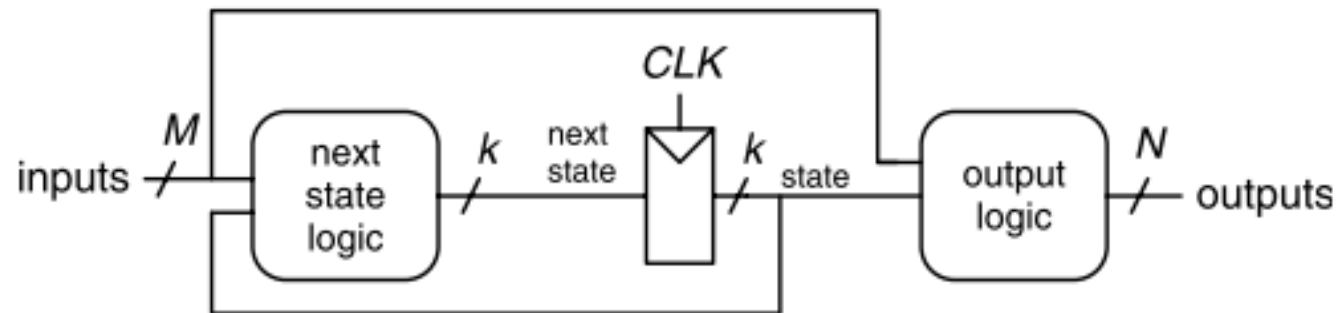 CLK
inputs
M
next
state
logic
k
next
state
k
state
output
logic
N
outputs